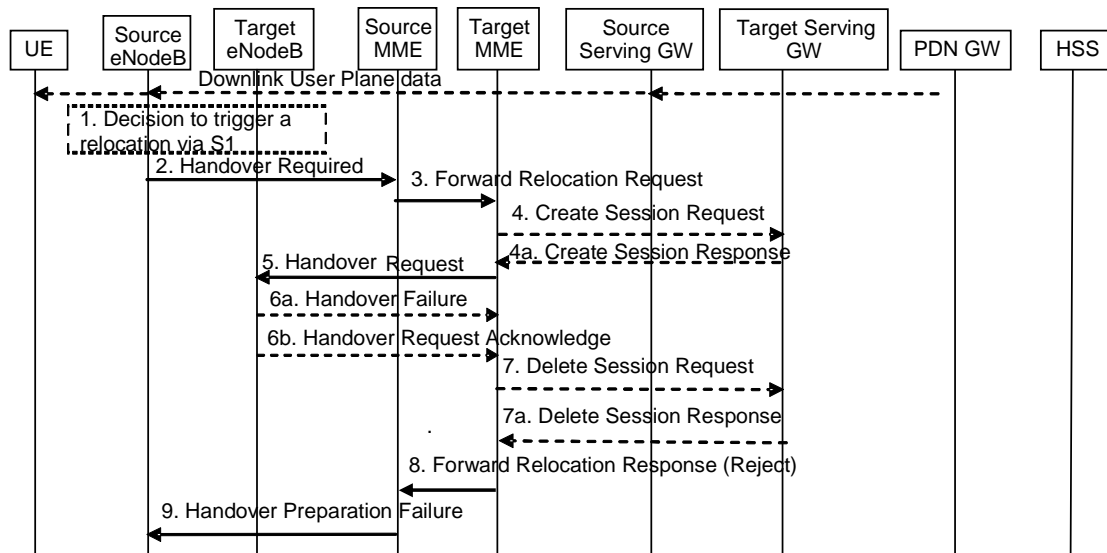 UE
Source
eNodeB
Target
eNodeB
Source
MME
Target
MME
Source
Serving GW
Target Serving
GW
PDN GW
HSS
Downlink User Plane data
1. Decision to trigger a
relocation via S1
2. Handover Required
3. Forward Relocation Request
4. Create Session Request
4a. Create Session Response
5. Handover Request
6a. Handover Failure
6b. Handover Request Acknowledge
7. Delete Session Request
7a. Delete Session Response
.
8. Forward Relocation Response (Reject)
9. Handover Preparation Failure